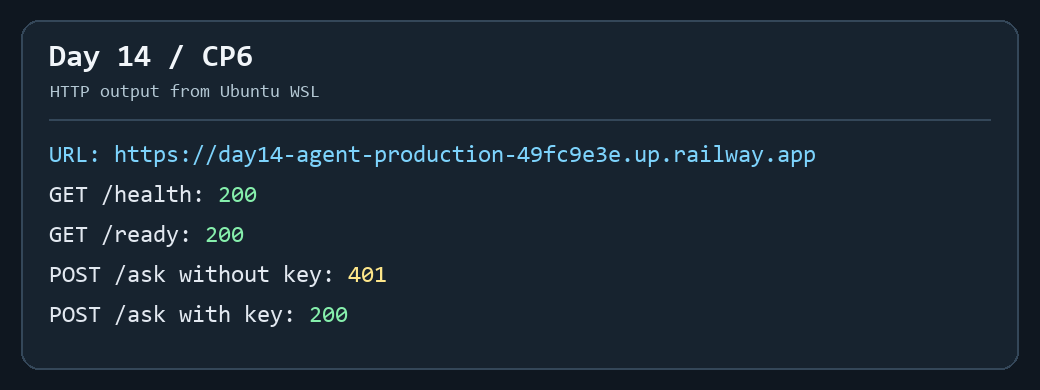 Day 14 / CP6
HTTP output from Ubuntu WSL
URL: https://day14-agent-production-49fc9e3e.up.railway.app
GET /health: 200
GET /ready: 200
POST /ask without key: 401
POST /ask with key: 200